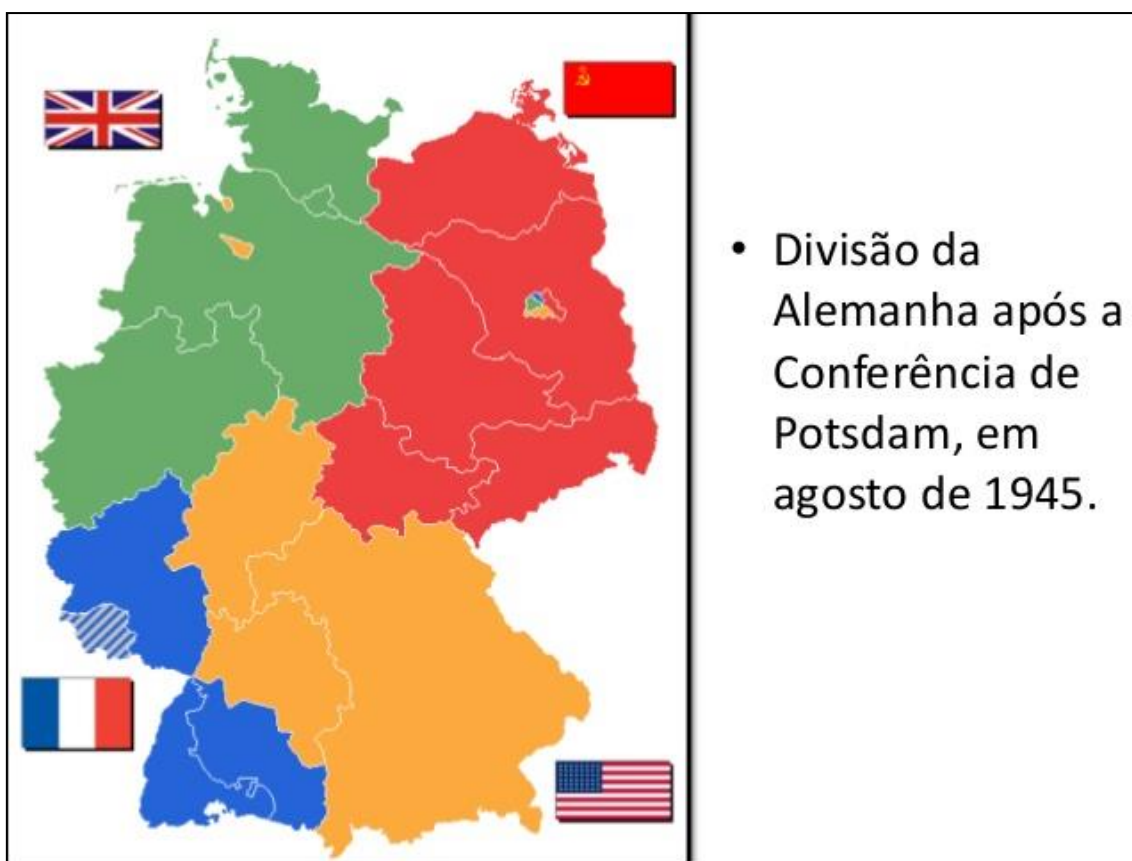 • Divisão da
Alemanha após a
Conferência de
Potsdam, em
agosto de 1945.